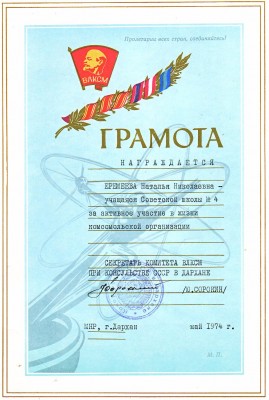 Пролетарии всех стран, соединяйтесь!
ВЛКСМ
ГРАМОТА
НАГРАЖДАЕТСЯ
ЕРЕМЕЕВА Наталья Николаевна -
учащаяся Советской школы № 4
за активное участие в жизни
комсомольской организации
СЕКРЕТАРЬ КОМИТЕТА ВЛКСМ
ПРИ КОНСУЛЬСТВЕ СССР В ДАРХАНЕ
/Ю.СОРОКИН/
МНР, г.Дархан май 1974 г.
М. П.